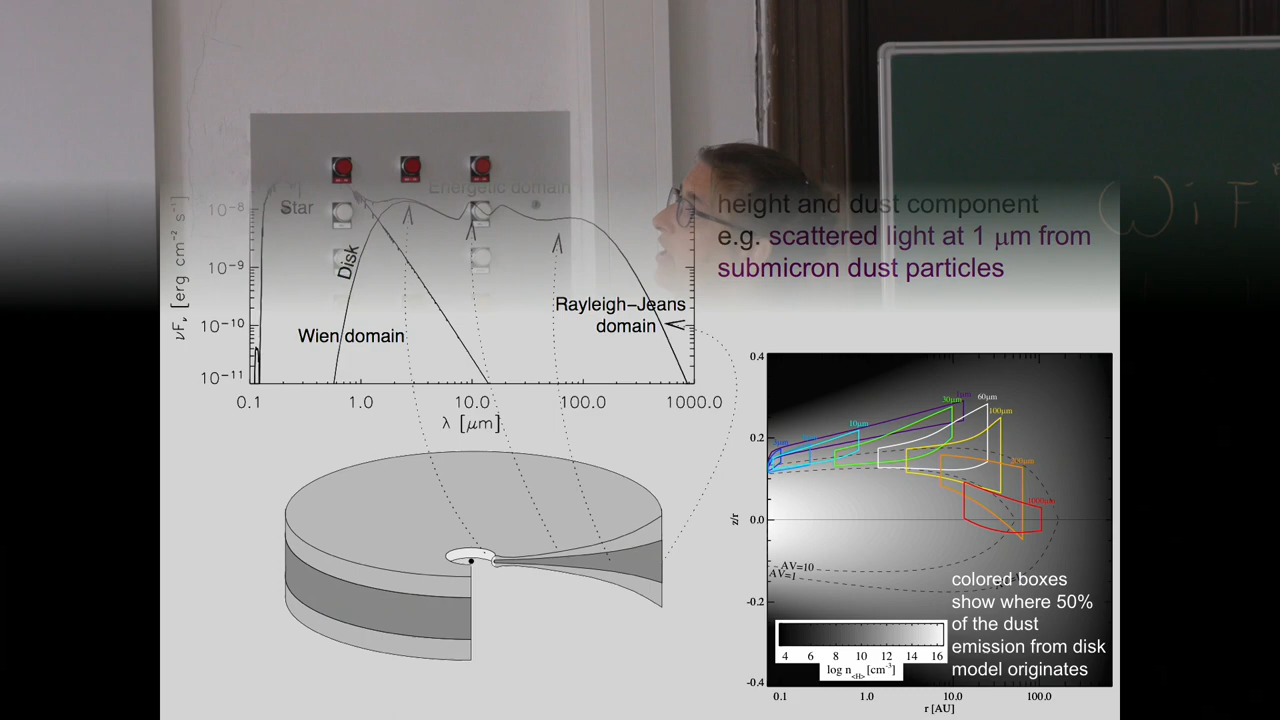 Energetic domain
height and dust component
e.g. scattered light at 1 μm from
submicron dust particles
WiF
Star
Disk
Wien domain
Rayleigh–Jeans
domain
νFν [erg cm⁻² s⁻¹]
10⁻⁸
10⁻⁹
10⁻¹⁰
10⁻¹¹
0.1 1.0 10.0 100.0 1000.0
λ [μm]
0.4
0.2
0.0
-0.2
-0.4
z/r
10μm
30μm
60μm
100μm
200μm
1000μm
AV=10
AV=1
colored boxes
show where 50%
of the dust
emission from disk
model originates
4 6 8 10 12 14 16
log n<H> [cm⁻³]
0.1 1.0 10.0 100.0
r [AU]